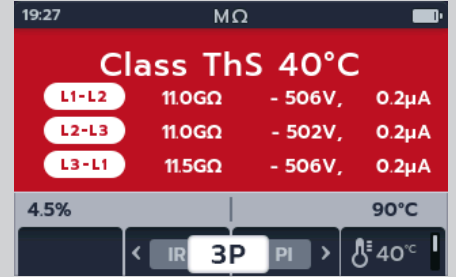 19:27 MΩ
Class ThS 40°C
L1-L2 11.0GΩ - 506V, 0.2µA
L2-L3 11.0GΩ - 502V, 0.2µA
L3-L1 11.5GΩ - 506V, 0.2µA
4.5% 90°C
< IR 3P PI > 40°C